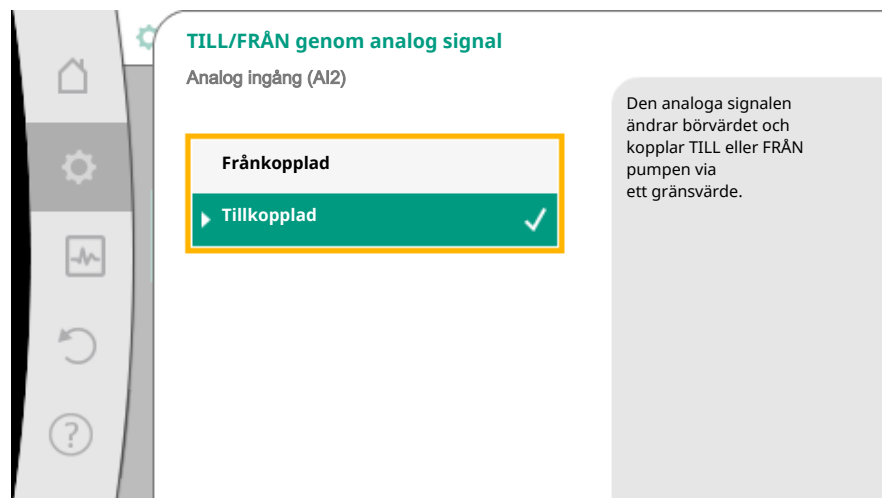 TILL/FRÅN genom analog signal
Analog ingång (AI2)
Frånkopplad
Tillkopplad
Den analoga signalen
ändrar börvärdet och
kopplar TILL eller FRÅN
pumpen via
ett gränsvärde.
?